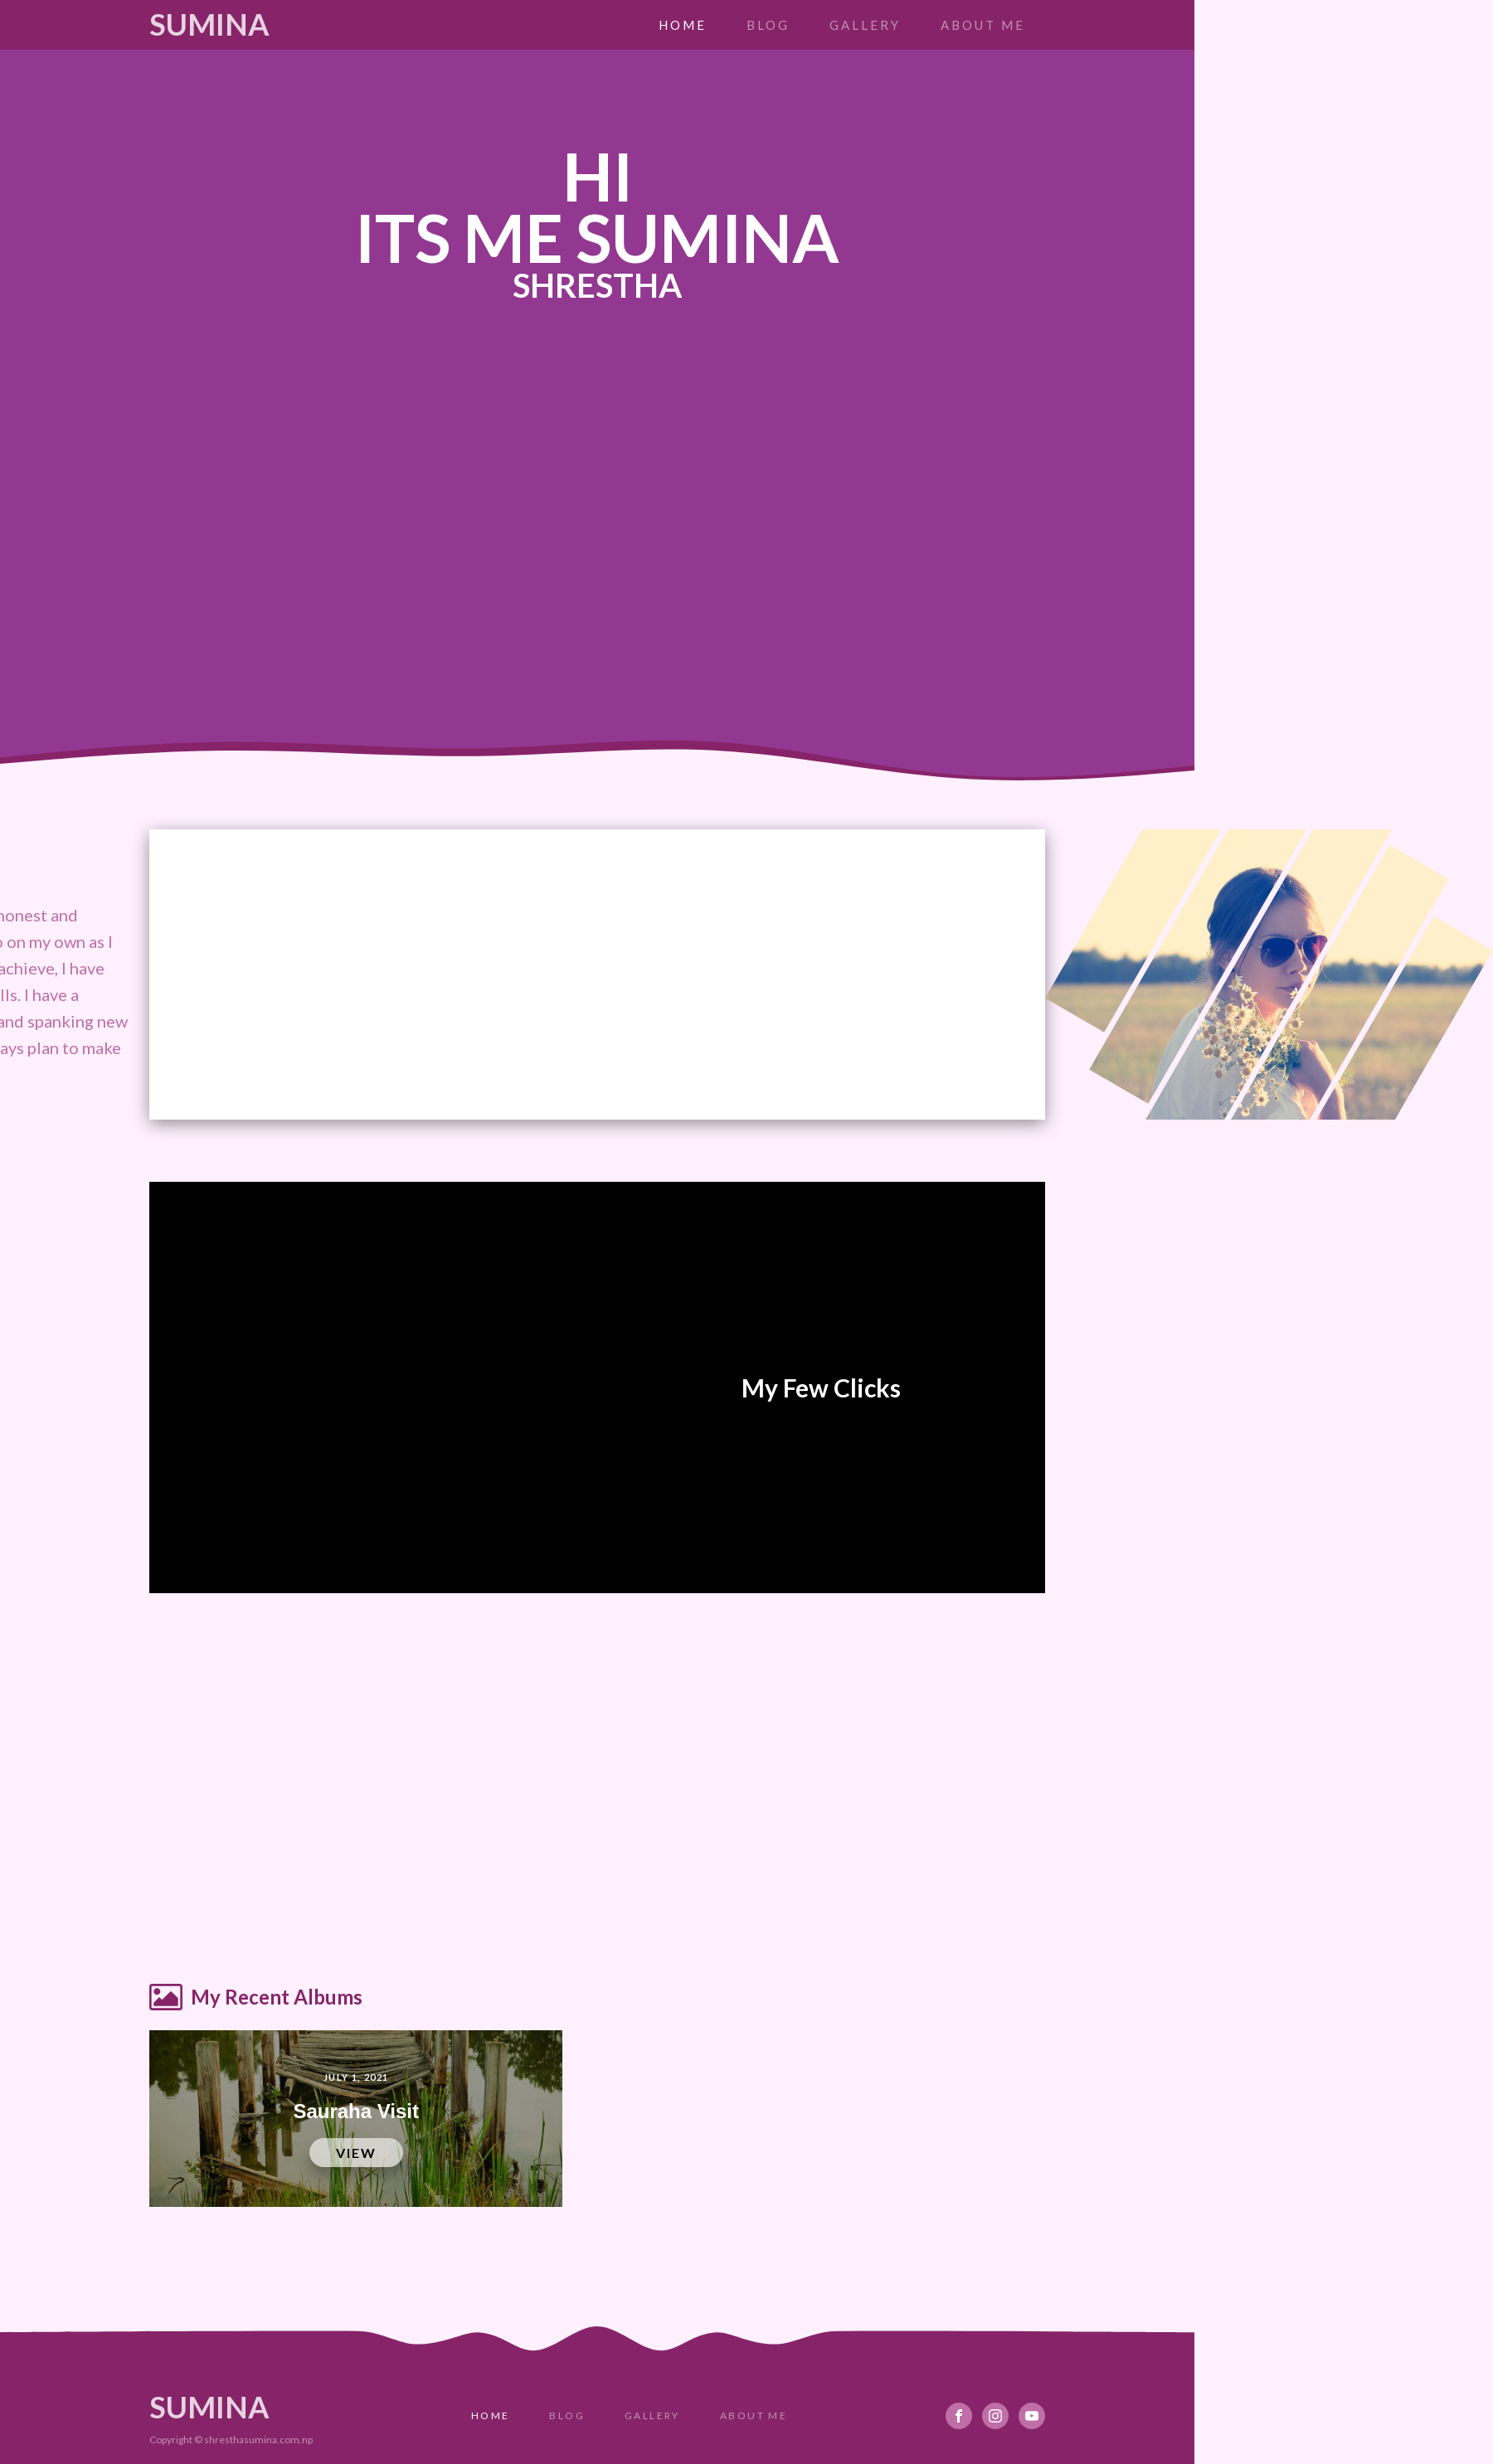 SUMINA
HOME BLOG GALLERY ABOUT ME
HI
ITS ME SUMINA
SHRESTHA
honest and
on my own as I
achieve, I have
I have a
and spanking new
plan to make
My Few Clicks
My Recent Albums
JULY 1, 2021
Sauraha Visit
VIEW
SUMINA
HOME BLOG GALLERY ABOUT ME
Copyright © shresthasumina.com.np